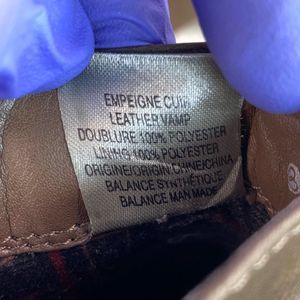 EMPEIGNE CUIR
LEATHER VAMP
DOUBLURE 100% POLYESTER
LINING 100% POLYESTER
ORIGINE/ORIGIN:CHINE/CHINA
BALANCE SYNTHÉTIQUE
BALANCE MAN MADE